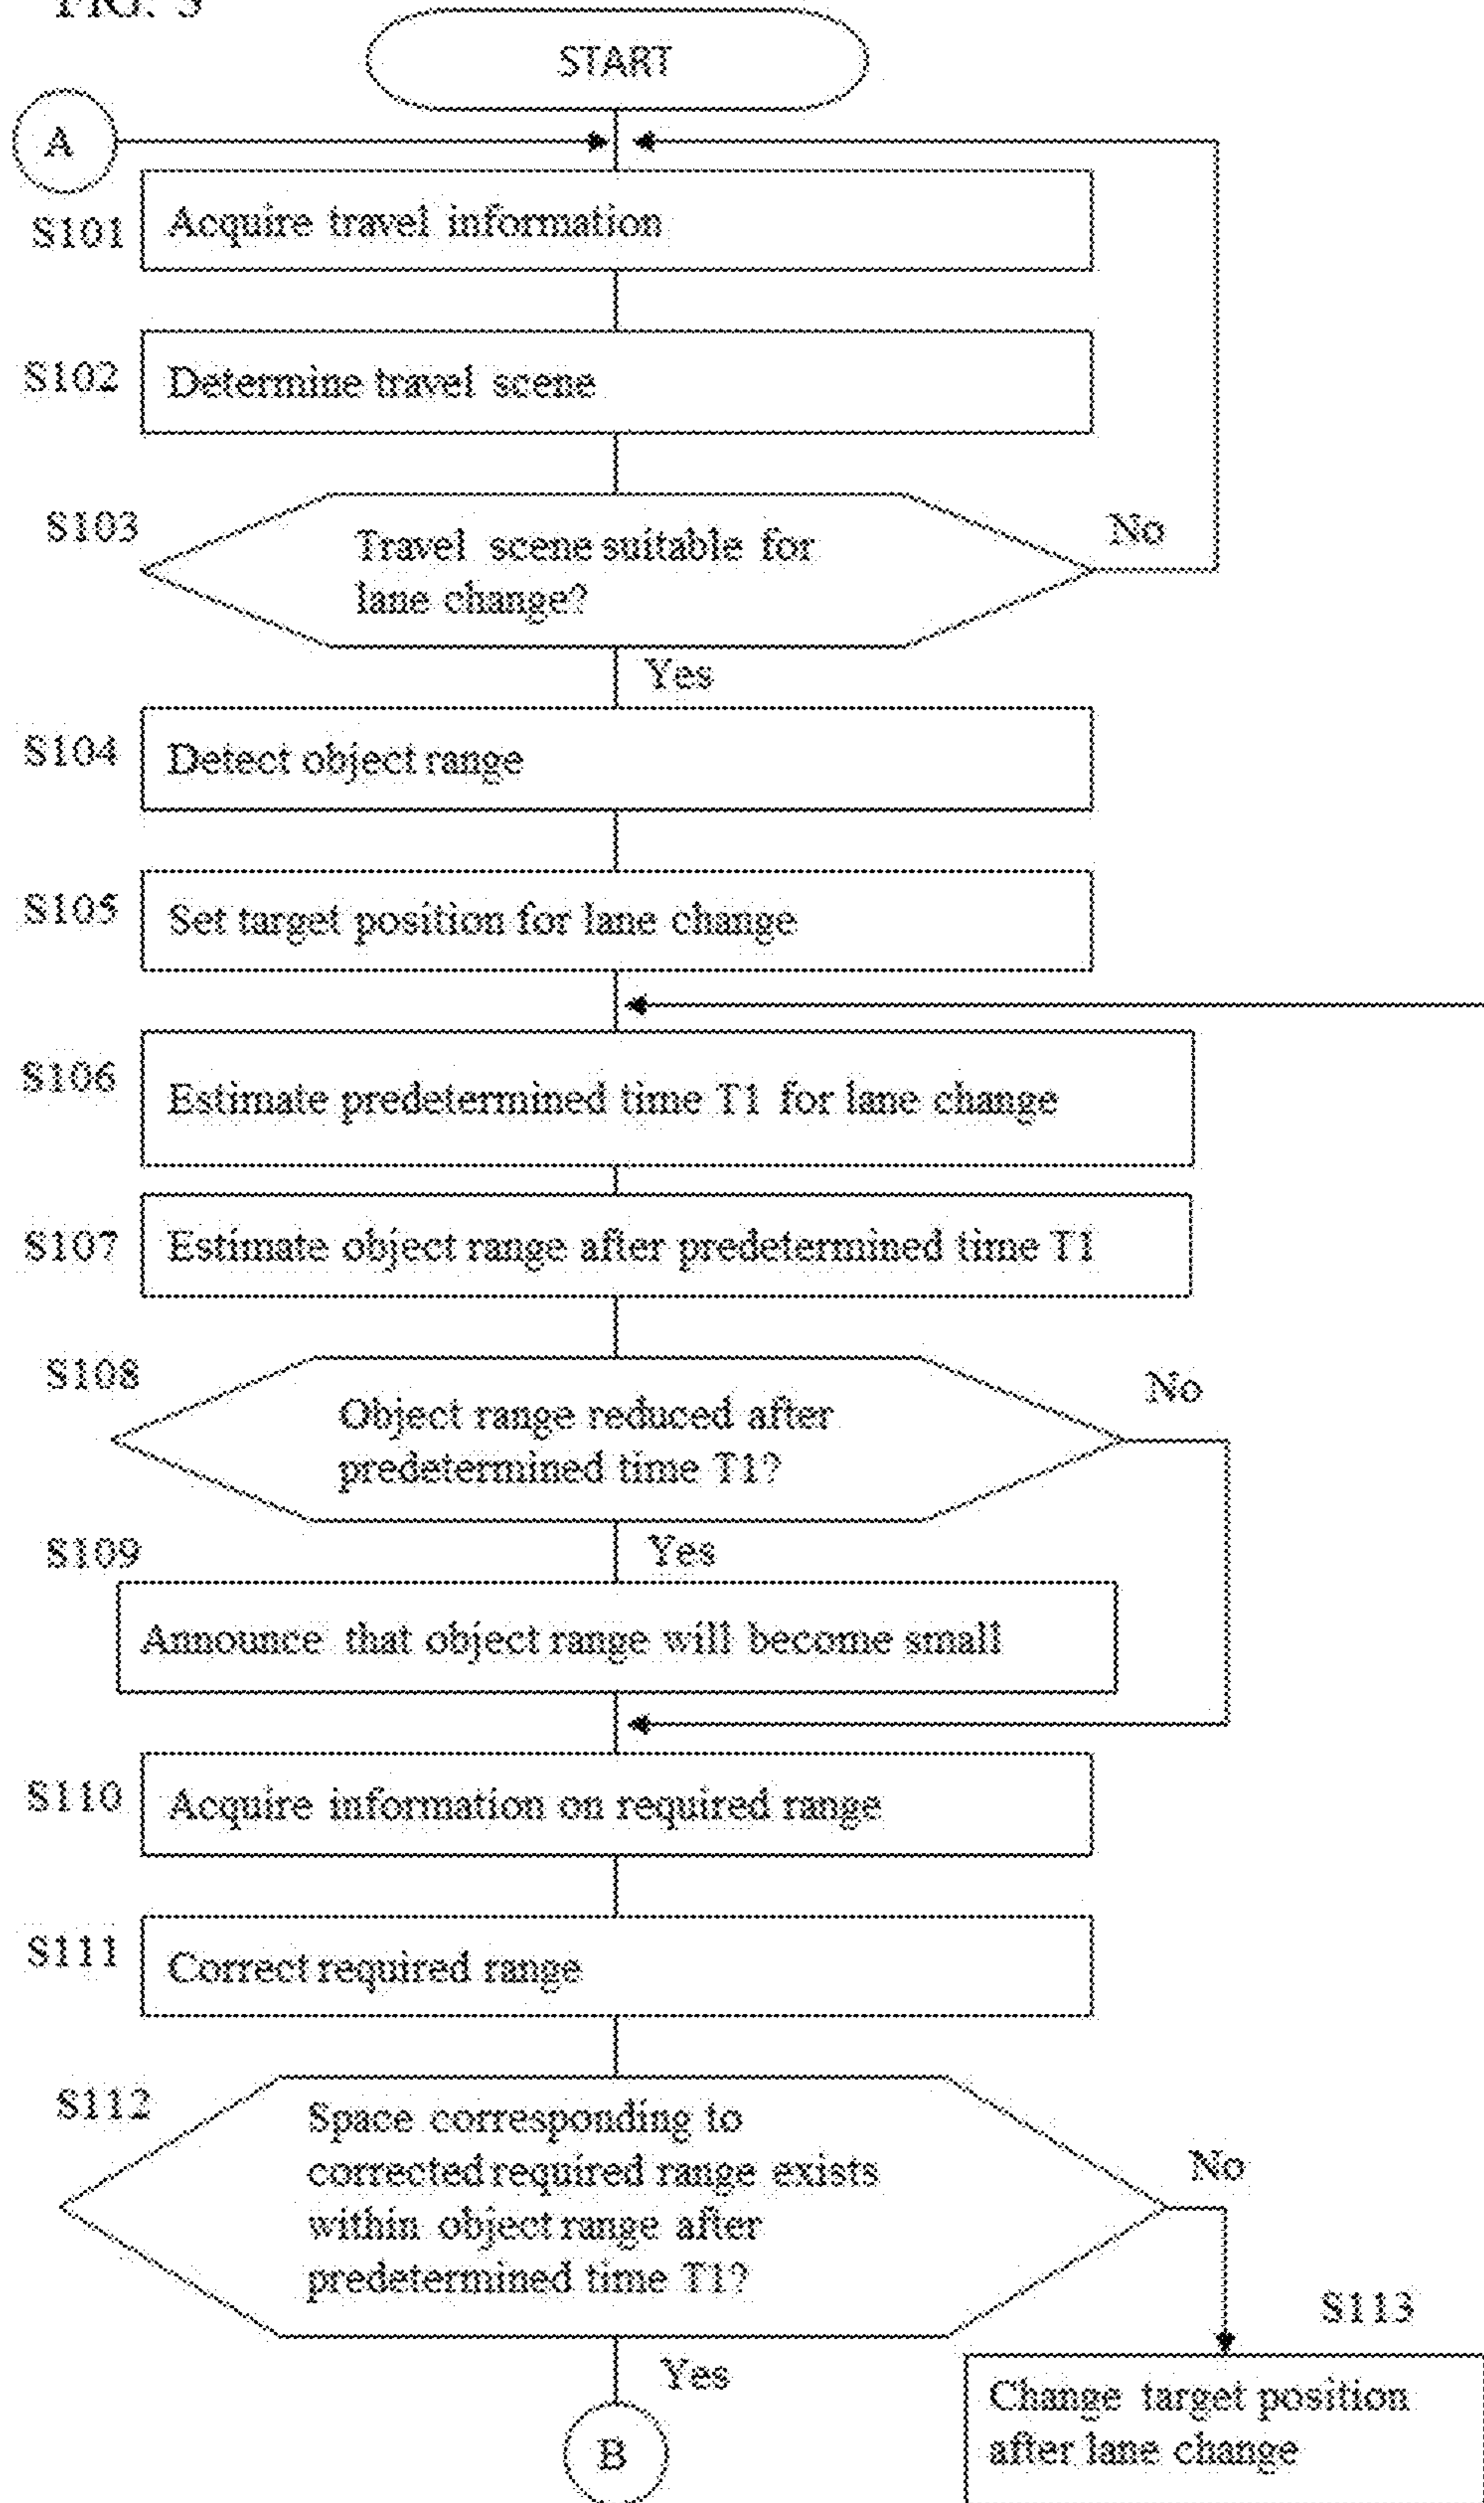 FIG. 3
START
A
S101
Acquire travel information
S102
Determine travel scene
S103
Travel scene suitable for
lane change?
No
Yes
S104
Detect object range
S105
Set target position for lane change
S106
Estimate predetermined time T1 for lane change
S107
Estimate object range after predetermined time T1
S108
Object range reduced after
predetermined time T1?
No
Yes
S109
Announce that object range will become small
S110
Acquire information on required range
S111
Correct required range
S112
Space corresponding to
corrected required range exists
within object range after
predetermined time T1?
No
Yes
S113
Change target position
after lane change
B